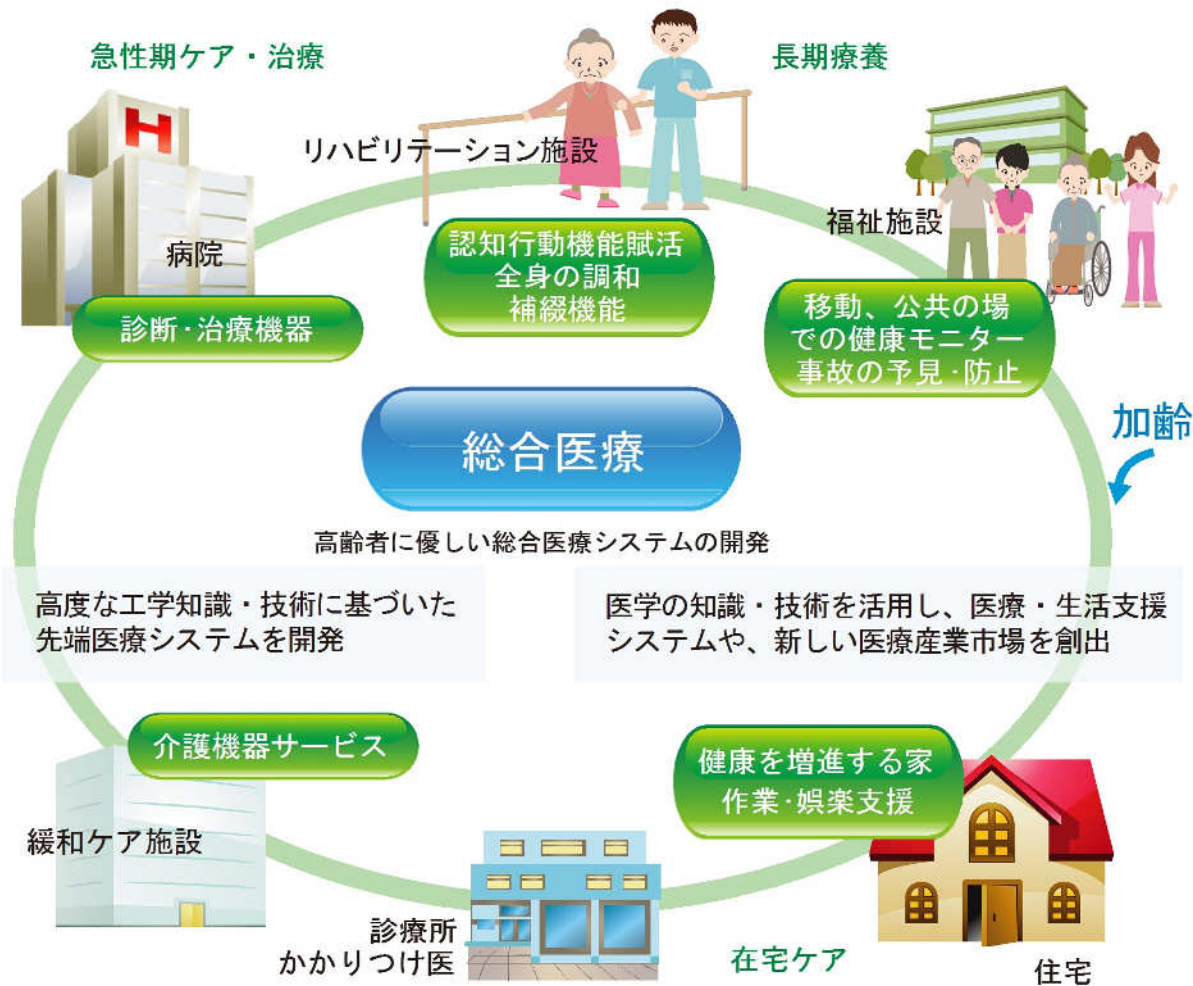 急性期ケア・治療
長期療養
H
リハビリテーション施設
福祉施設
病院
認知行動機能賦活
全身の調和
補綴機能
診断・治療機器
移動、公共の場
での健康モニター
事故の予見・防止
加齢
総合医療
高齢者に優しい総合医療システムの開発
高度な工学知識・技術に基づいた
先端医療システムを開発
医学の知識・技術を活用し、医療・生活支援
システムや、新しい医療産業市場を創出
介護機器サービス
健康を増進する家
作業・娯楽支援
緩和ケア施設
診療所
かかりつけ医
在宅ケア
住宅